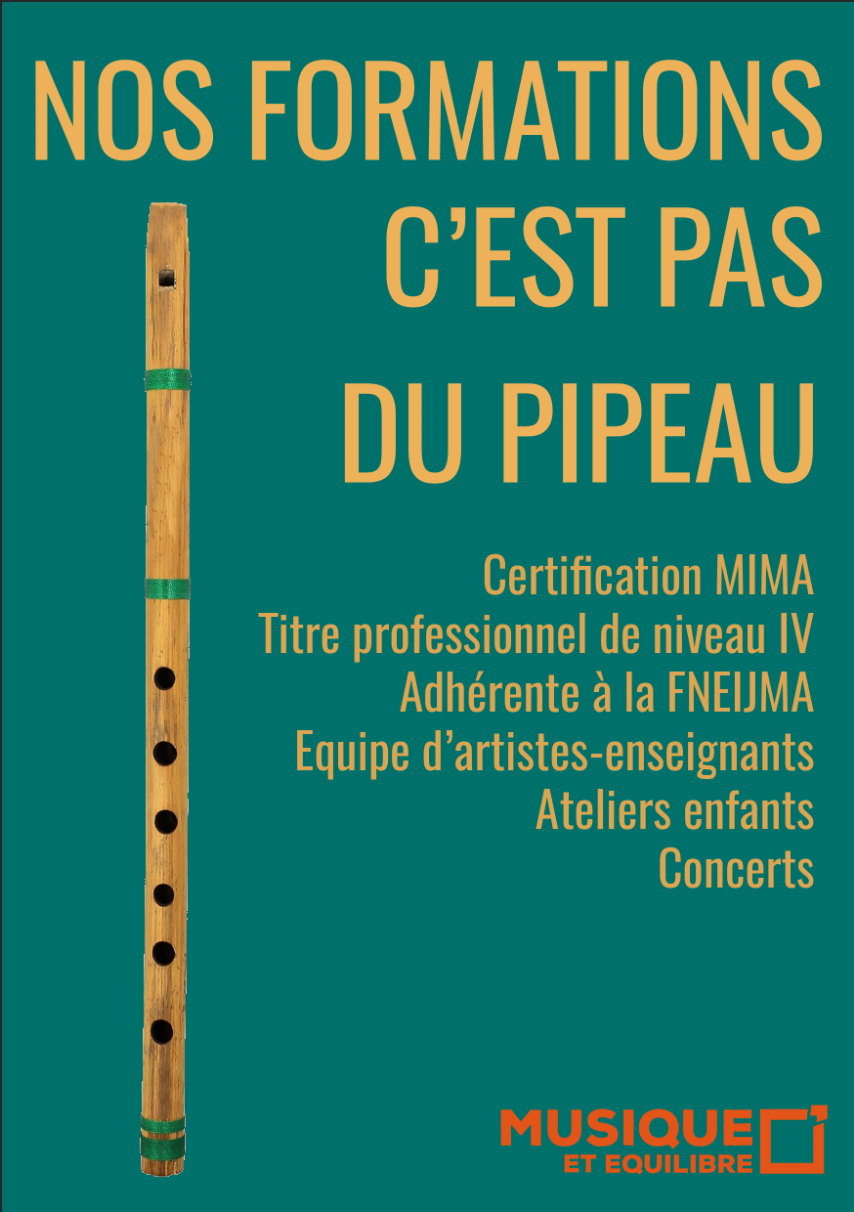 NOS FORMATIONS
C’EST PAS
DU PIPEAU
Certification MIMA
Titre professionnel de niveau IV
Adhérente à la FNEIJMA
Equipe d’artistes-enseignants
Ateliers enfants
Concerts
MUSIQUE
ET EQUILIBRE